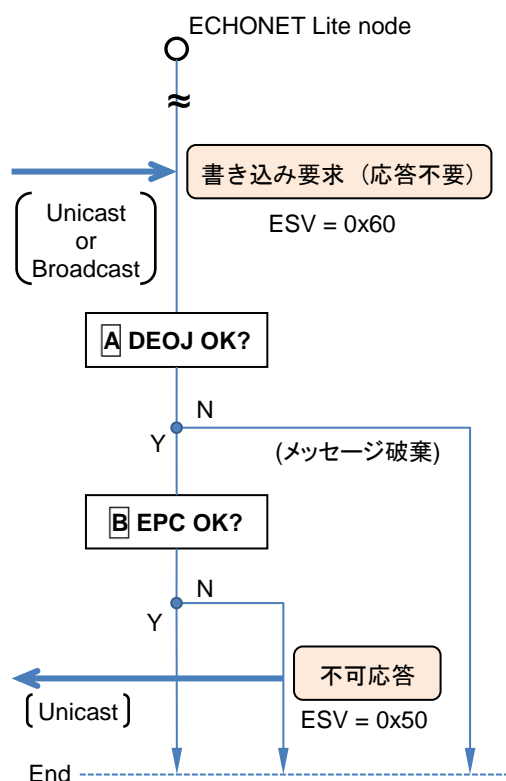 ECHONET Lite node
書き込み要求（応答不要）
ESV = 0x60
Unicast
or
Broadcast
A DEOJ OK?
N
Y
(メッセージ破棄)
B EPC OK?
N
Y
不可応答
ESV = 0x50
Unicast
End